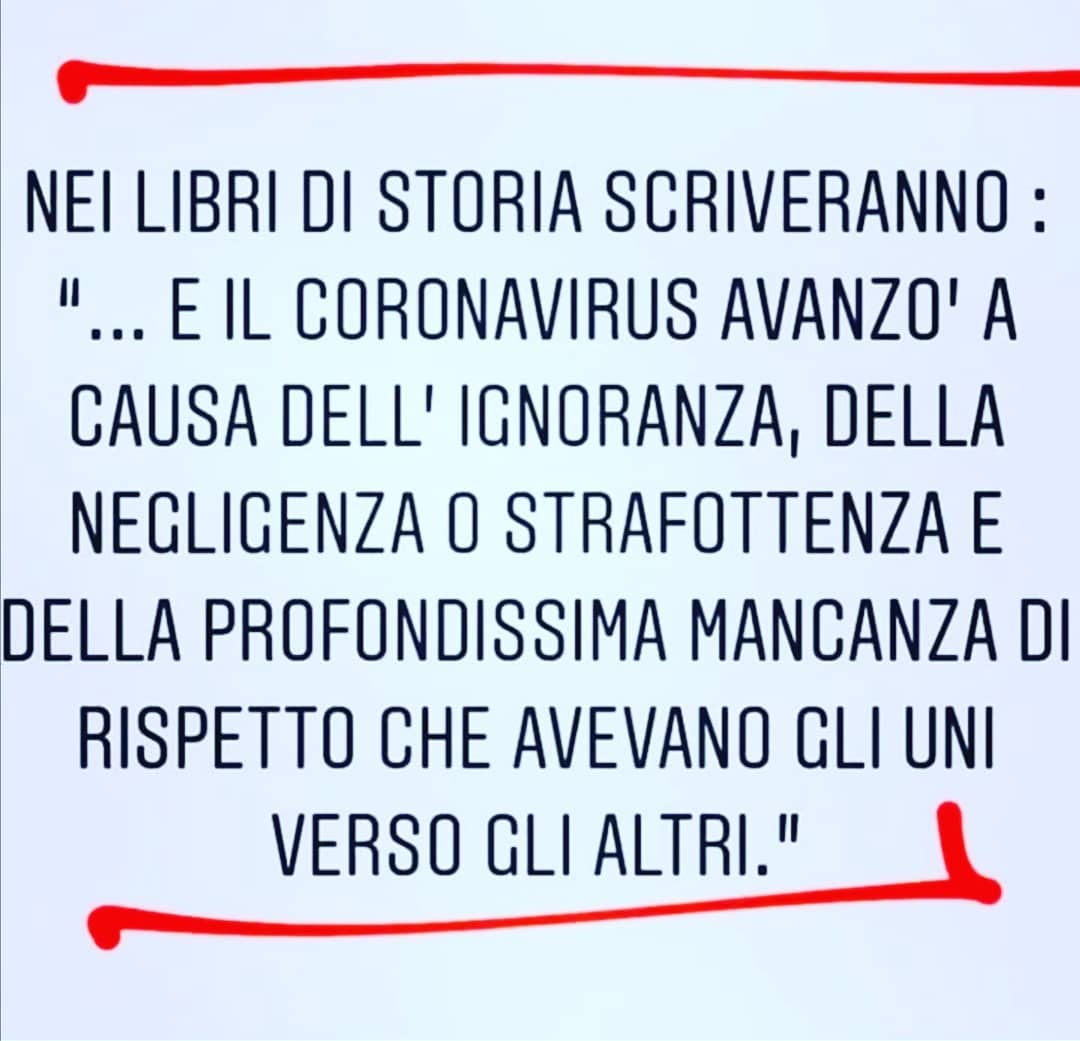 NEI LIBRI DI STORIA SCRIVERANNO :
"... E IL CORONAVIRUS AVANZO' A
CAUSA DELL' IGNORANZA, DELLA
NEGLIGENZA O STRAFOTTENZA E
DELLA PROFONDISSIMA MANCANZA DI
RISPETTO CHE AVEVANO GLI UNI
VERSO GLI ALTRI."